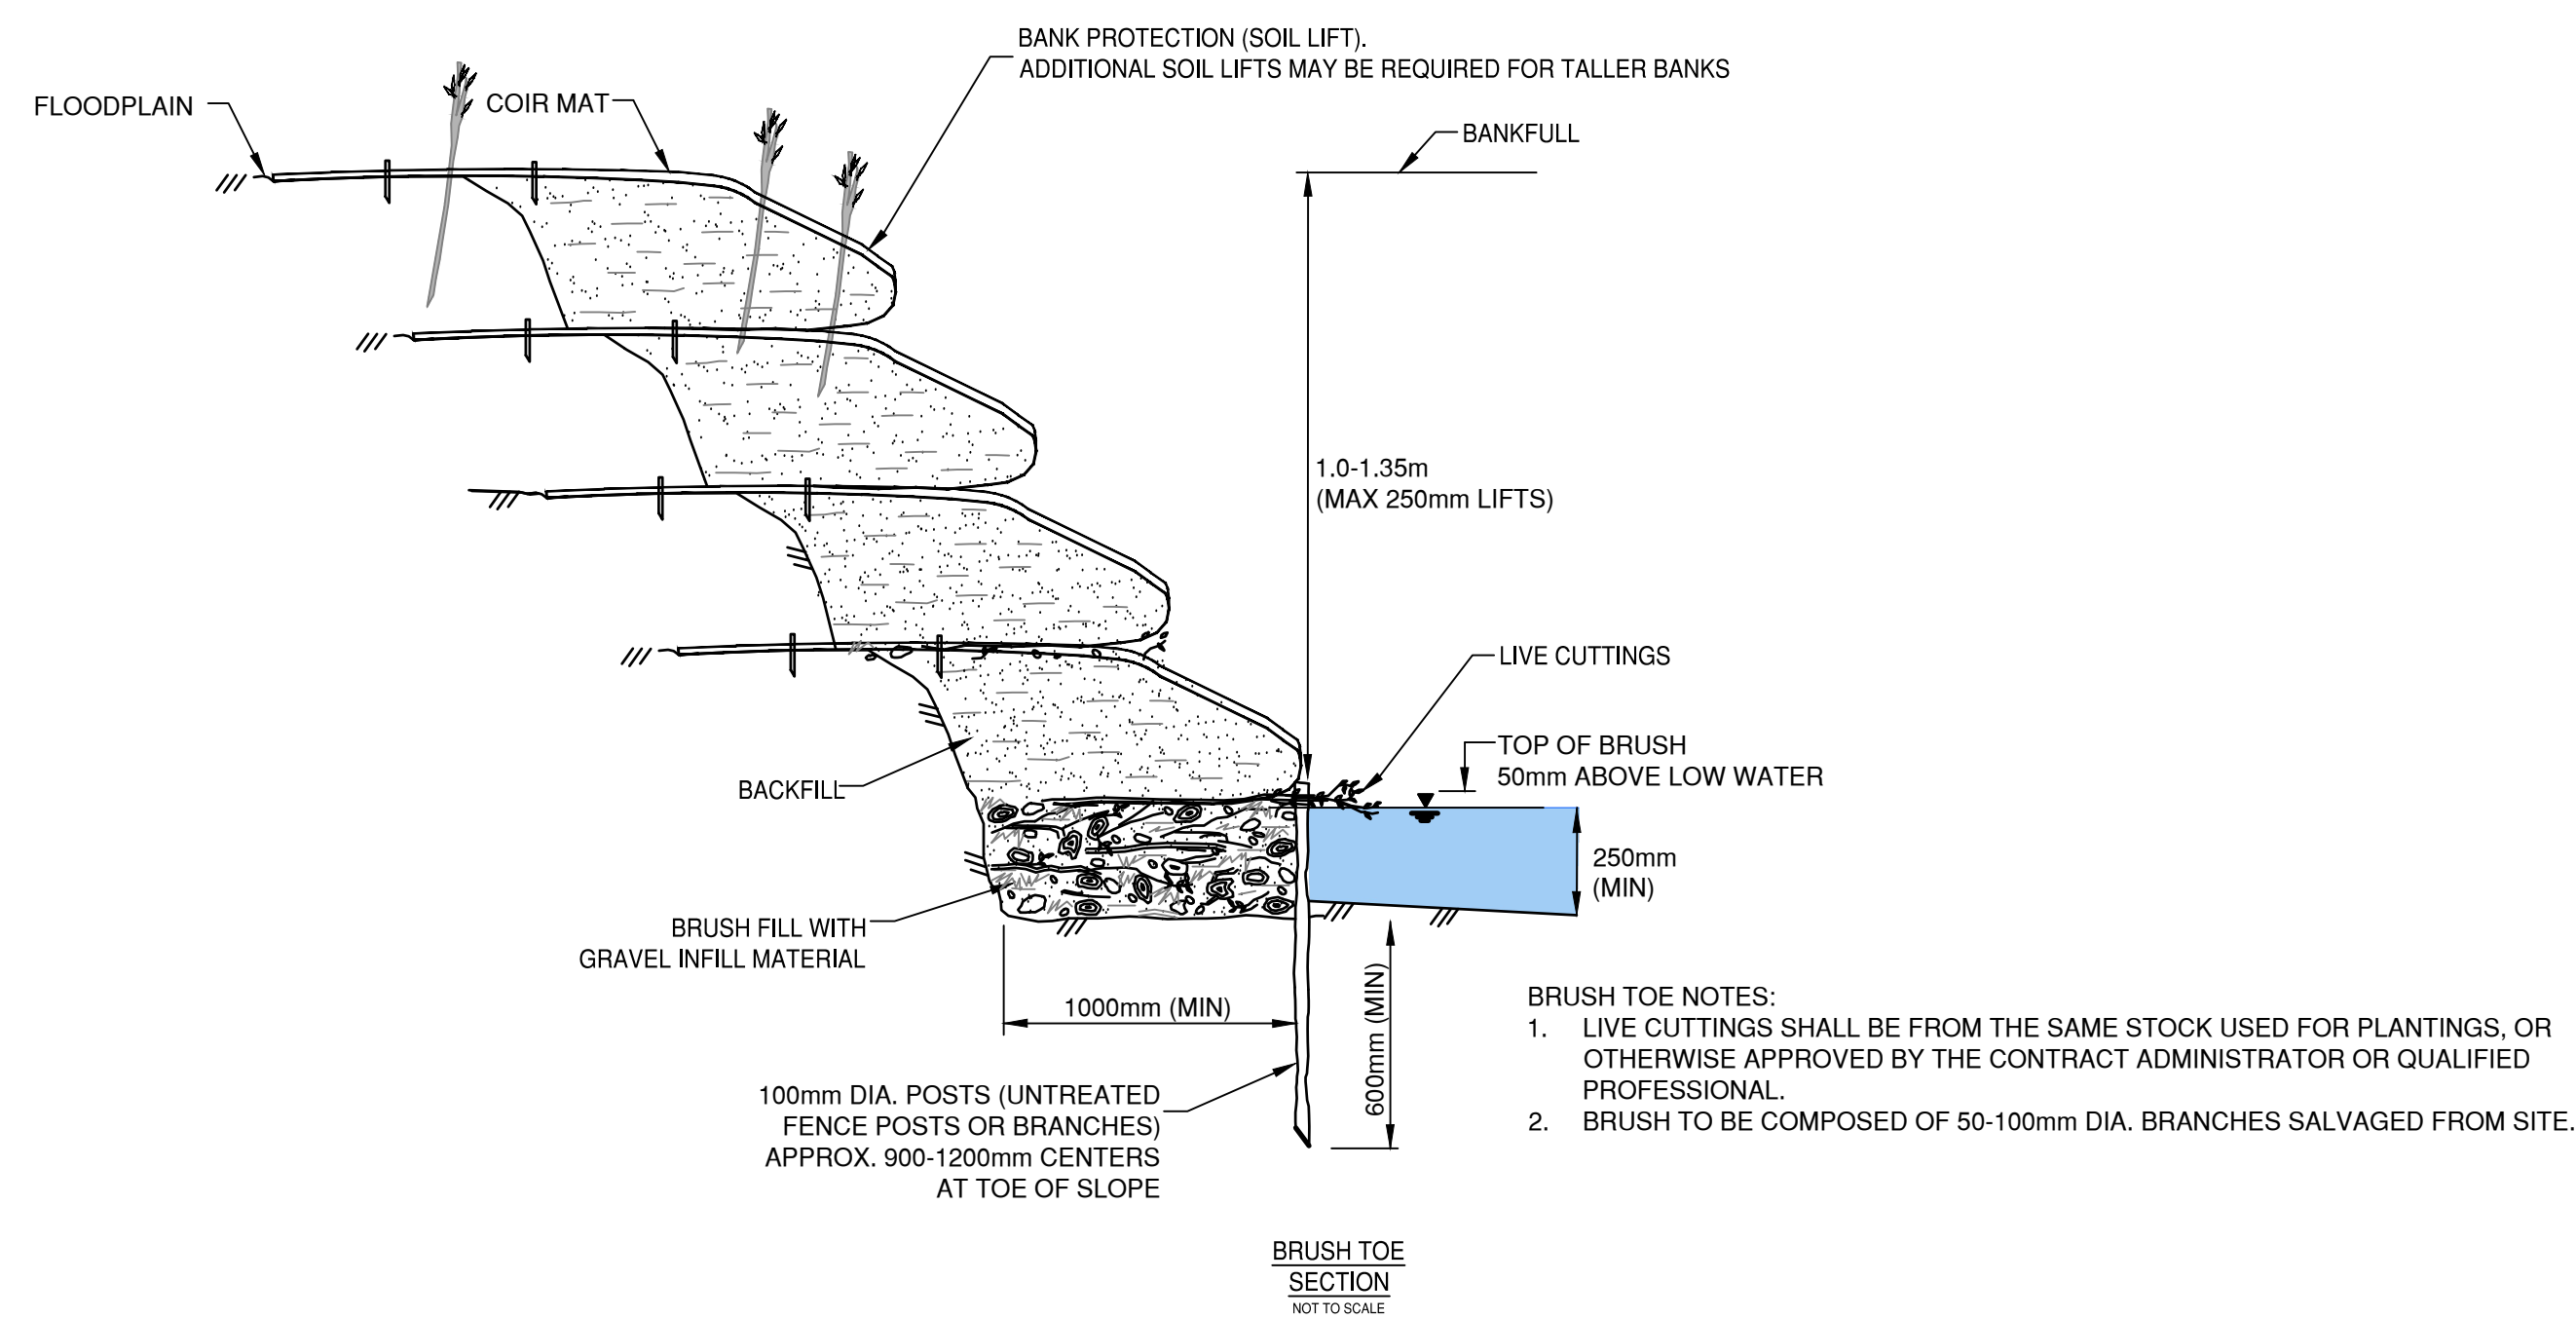 BANK PROTECTION (SOIL LIFT).
ADDITIONAL SOIL LIFTS MAY BE REQUIRED FOR TALLER BANKS
FLOODPLAIN
COIR MAT
BANKFULL
1.0-1.35m
(MAX 250mm LIFTS)
LIVE CUTTINGS
TOP OF BRUSH
50mm ABOVE LOW WATER
BACKFILL
250mm
(MIN)
BRUSH FILL WITH
GRAVEL INFILL MATERIAL
1000mm (MIN)
600mm (MIN)
100mm DIA. POSTS (UNTREATED
FENCE POSTS OR BRANCHES)
APPROX. 900-1200mm CENTERS
AT TOE OF SLOPE
BRUSH TOE NOTES:
1. LIVE CUTTINGS SHALL BE FROM THE SAME STOCK USED FOR PLANTINGS, OR
OTHERWISE APPROVED BY THE CONTRACT ADMINISTRATOR OR QUALIFIED
PROFESSIONAL.
2. BRUSH TO BE COMPOSED OF 50-100mm DIA. BRANCHES SALVAGED FROM SITE.
BRUSH TOE
SECTION
NOT TO SCALE